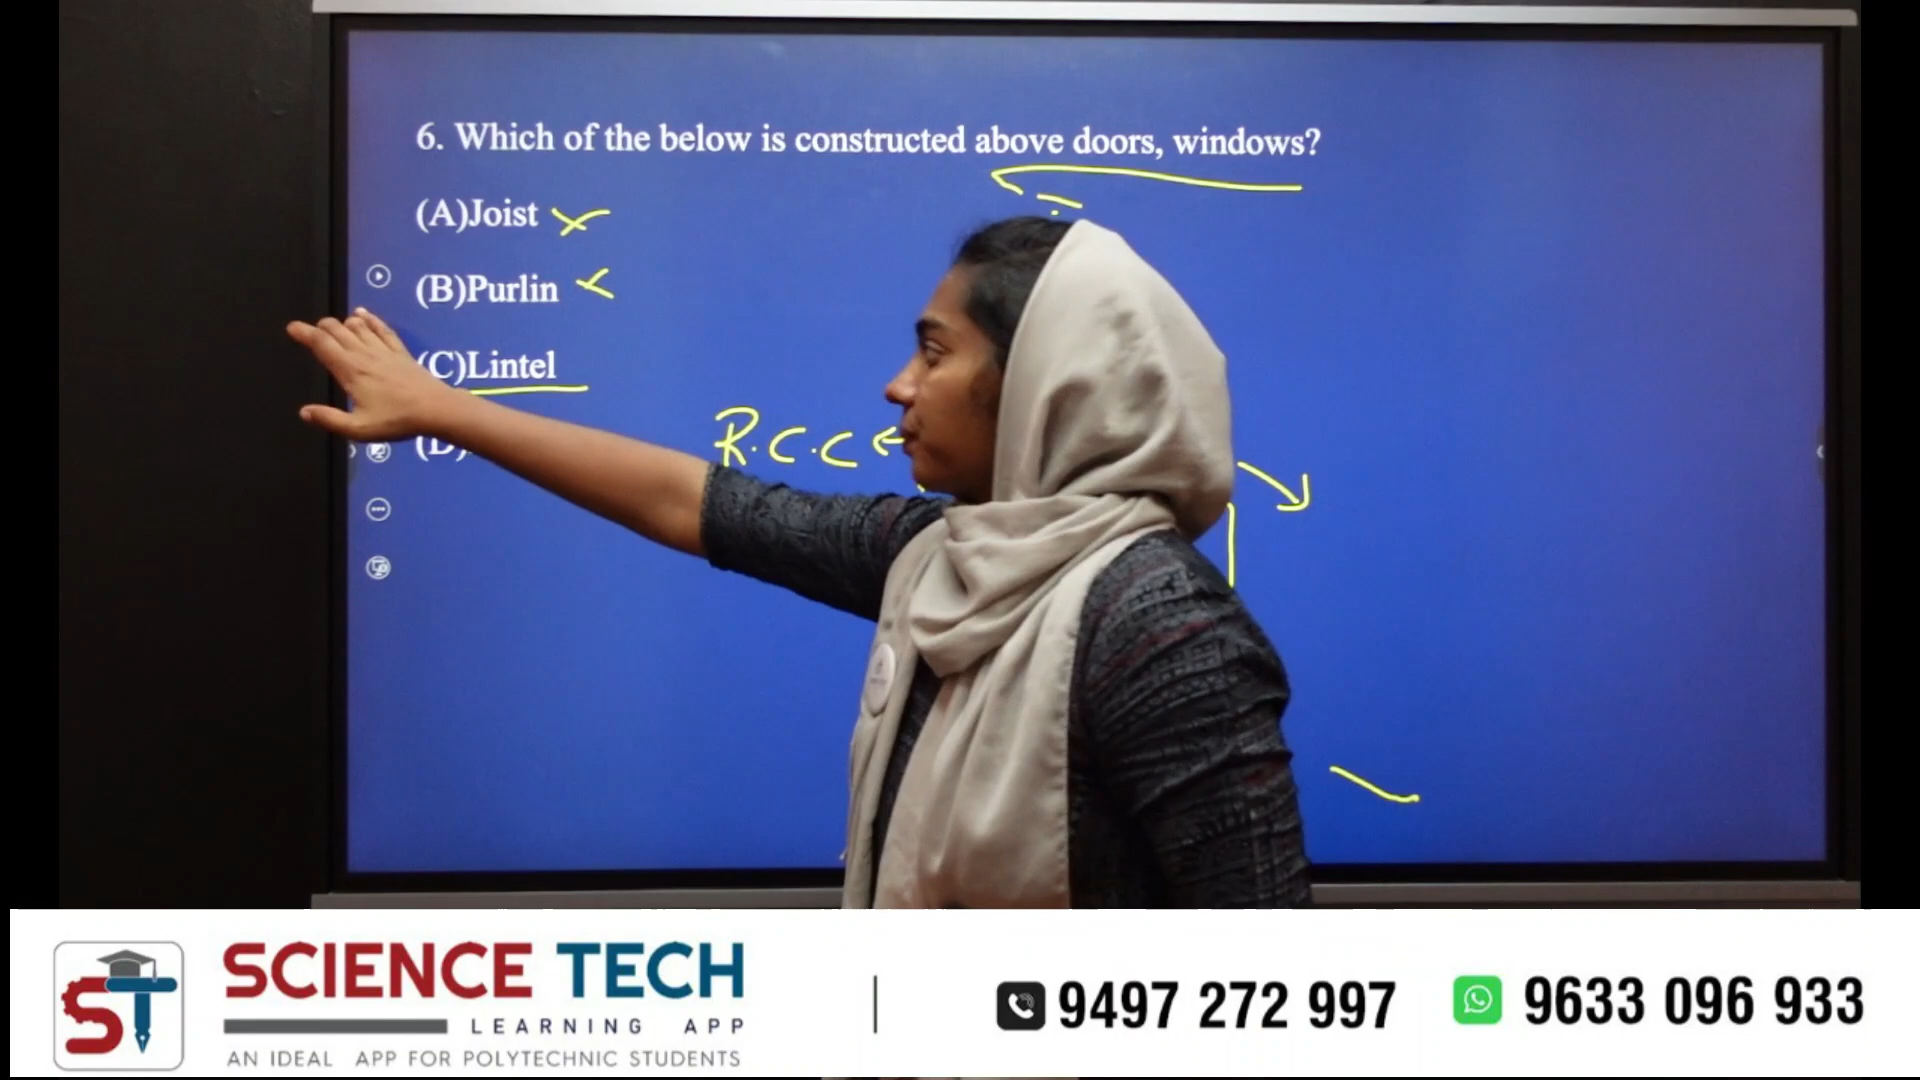 6. Which of the below is constructed above doors, windows?
(A)Joist
(B)Purlin
(C)Lintel
(D)
R.C.C
ST
SCIENCE TECH
LEARNING APP
AN IDEAL APP FOR POLYTECHNIC STUDENTS
9497 272 997
9633 096 933